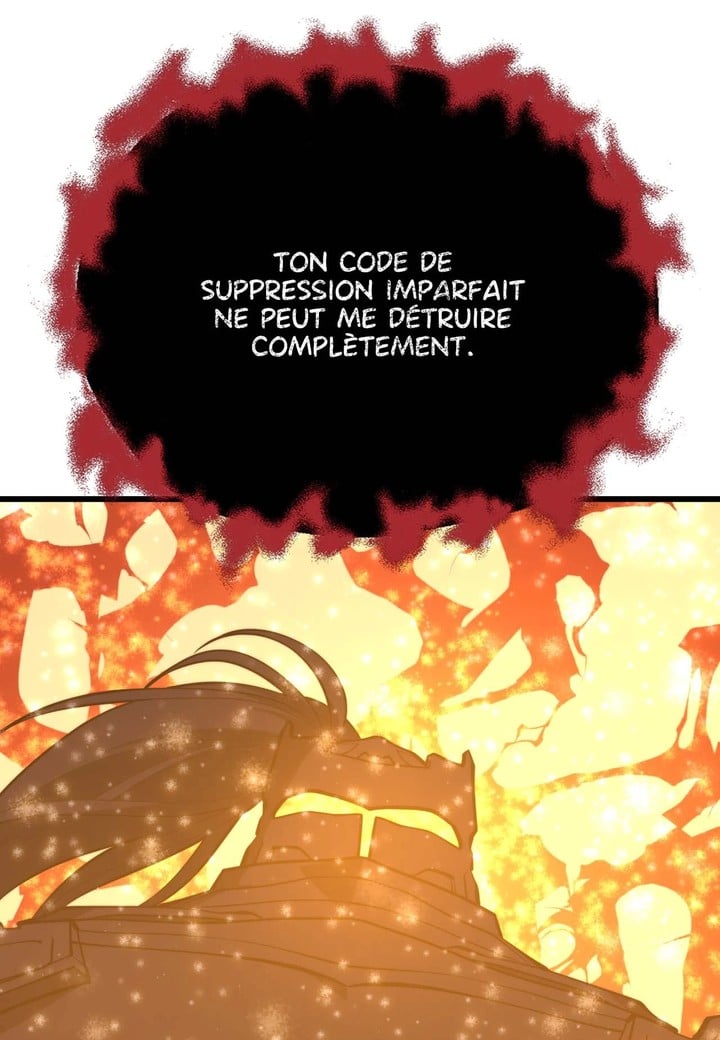 TON CODE DE
SUPPRESSION IMPARFAIT
NE PEUT ME DÉTRUIRE
COMPLÈTEMENT.